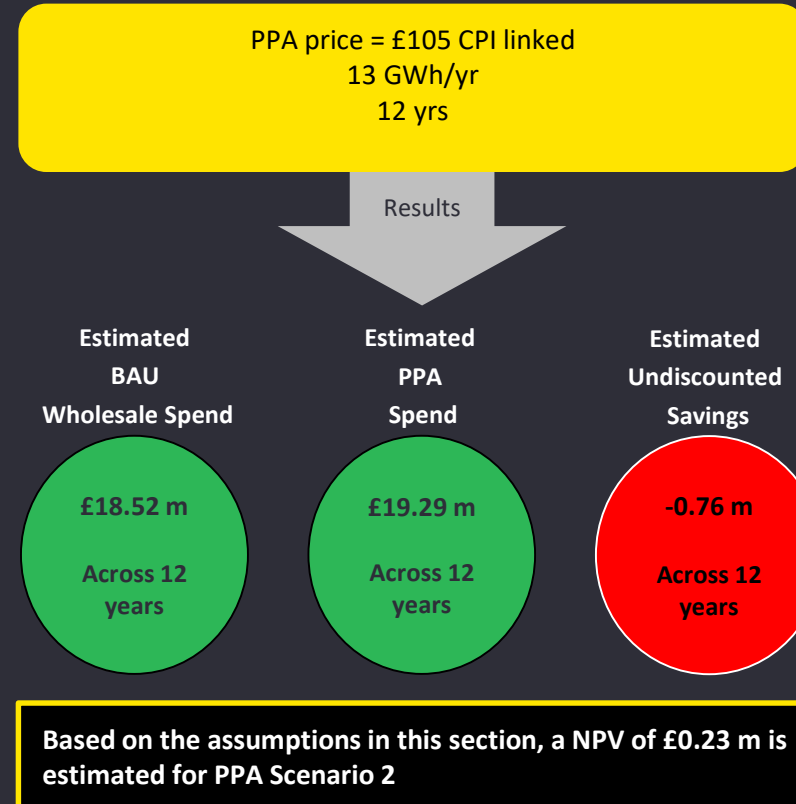 PPA price = £105 CPI linked
13 GWh/yr
12 yrs
Results
Estimated
BAU
Wholesale Spend
£18.52 m
Across 12
years
Estimated
PPA
Spend
£19.29 m
Across 12
years
Estimated
Undiscounted
Savings
-0.76 m
Across 12
years
Based on the assumptions in this section, a NPV of £0.23 m is
estimated for PPA Scenario 2